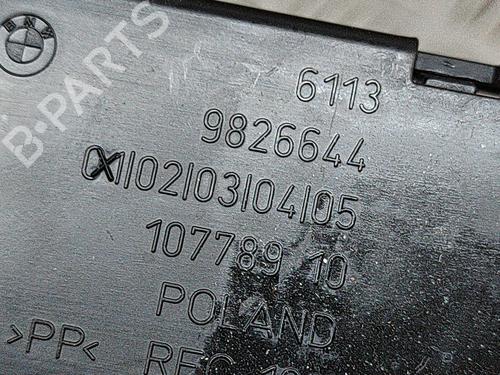 BMW
B-PARTS
6113
9826644
01|02|03|04|05
107789 10
POLAND
>PP<